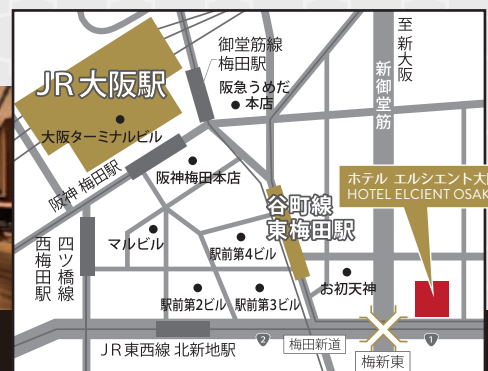 御堂筋線
梅田駅
至 新大阪
JR 大阪駅
阪急うめだ
本店
新御堂筋
大阪ターミナルビル
阪神 梅田駅
阪神梅田本店
ホテル エルシエント大
HOTEL ELCIENT OSAK
谷町線
東梅田駅
四ツ橋線
西梅田駅
マルビル
駅前第4ビル
お初天神
駅前第2ビル
駅前第3ビル
JR東西線 北新地駅
2
梅田新道
1
梅新東